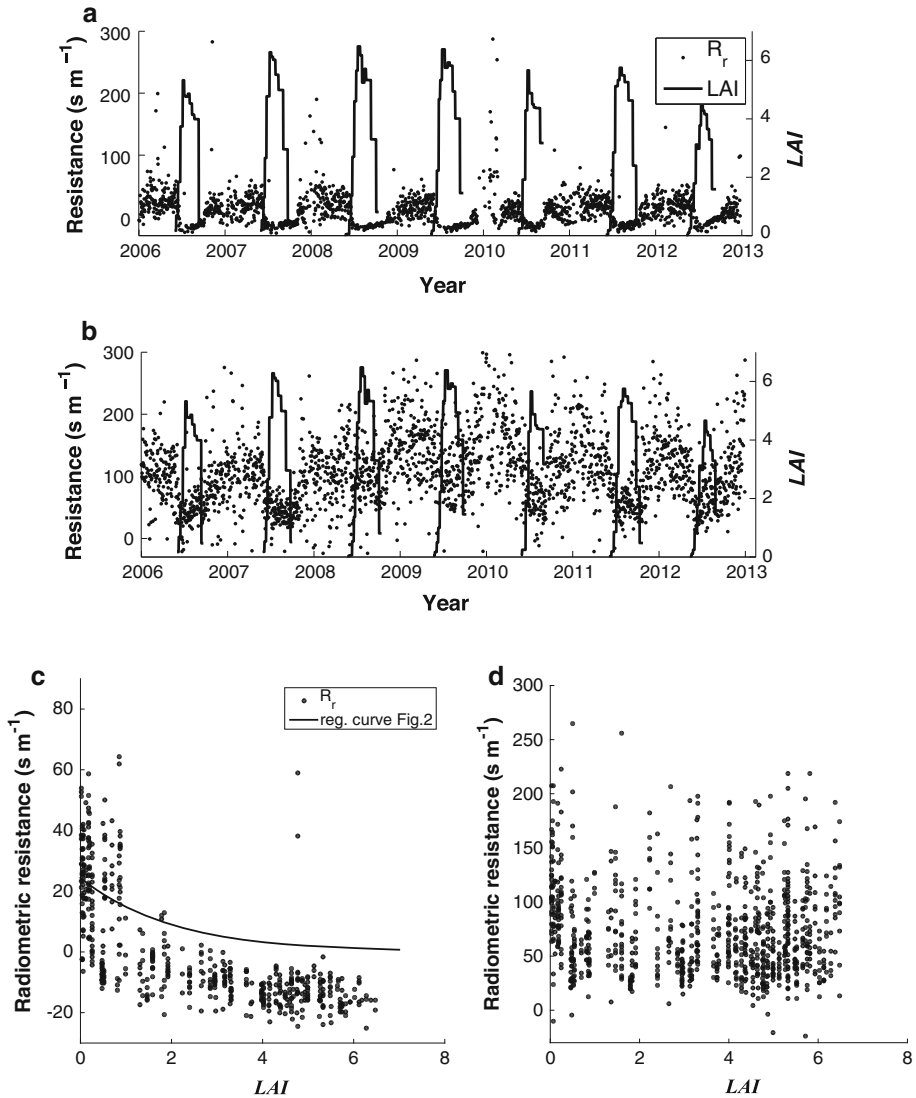 a
Resistance (s m⁻¹)
300
200
100
0
R_r
LAI
6
4
2
0
LAI
2006 2007 2008 2009 2010 2011 2012 2013
Year
b
Resistance (s m⁻¹)
300
200
100
0
6
4
2
0
LAI
2006 2007 2008 2009 2010 2011 2012 2013
Year
c
Radiometric resistance (s m⁻¹)
80
60
40
20
0
-20
R_r
reg. curve Fig.2
0 2 4 6 8
LAI
d
Radiometric resistance (s m⁻¹)
300
250
200
150
100
50
0
0 2 4 6 8
LAI